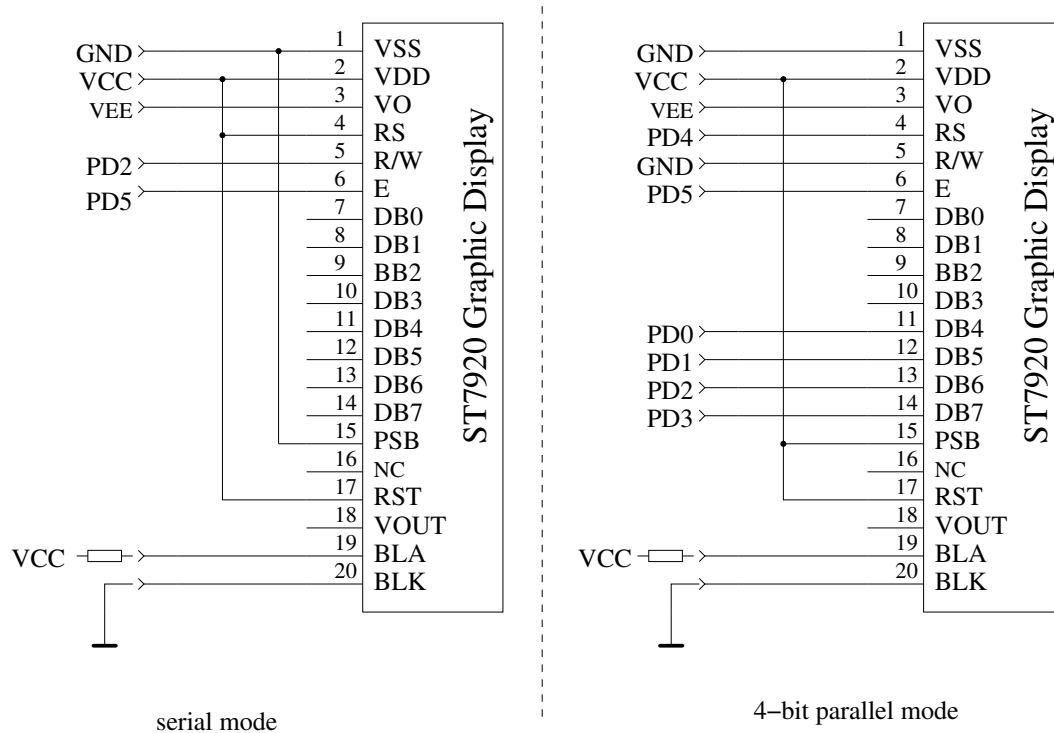 GND 1 VSS
VCC 2 VDD
VEE 3 VO
4 RS
PD2 5 R/W
PD5 6 E
7 DB0
8 DB1
9 BB2
10 DB3
11 DB4
12 DB5
13 DB6
14 DB7
15 PSB
16 NC
17 RST
18 VOUT
VCC 19 BLA
20 BLK
ST7920 Graphic Display
serial mode
GND 1 VSS
VCC 2 VDD
VEE 3 VO
PD4 4 RS
GND 5 R/W
PD5 6 E
7 DB0
8 DB1
9 BB2
10 DB3
PD0 11 DB4
PD1 12 DB5
PD2 13 DB6
PD3 14 DB7
15 PSB
16 NC
17 RST
18 VOUT
VCC 19 BLA
20 BLK
ST7920 Graphic Display
4−bit parallel mode